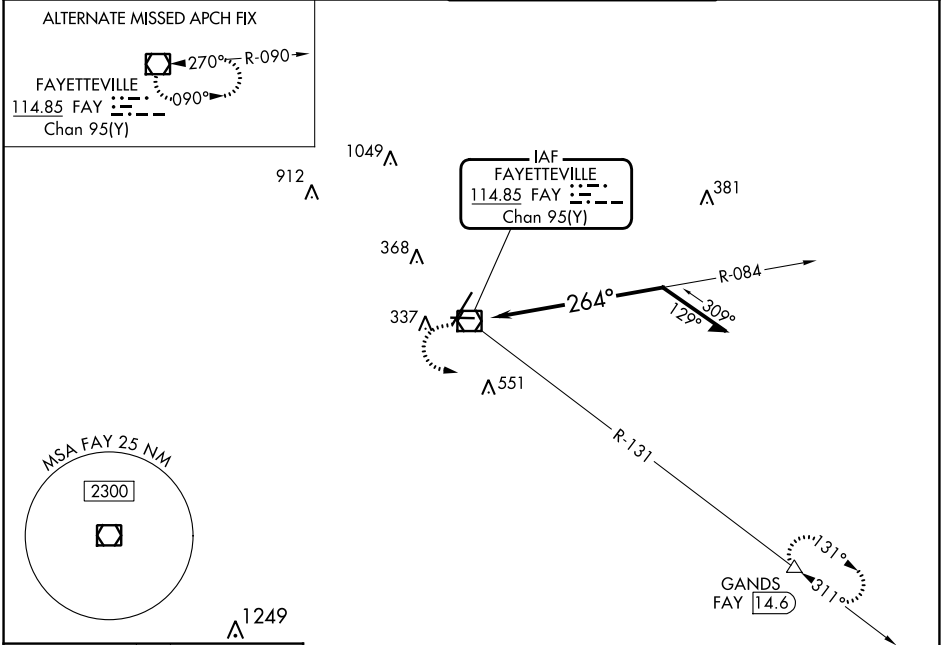 ALTERNATE MISSED APCH FIX
270°
R-090
090°
FAYETTEVILLE
114.85 FAY
Chan 95(Y)
1049
912
IAF
FAYETTEVILLE
114.85 FAY
Chan 95(Y)
381
368
R-084
264°
309°
129°
337
551
R-131
MSA FAY 25 NM
2300
131°
311°
GANDS
FAY 14.6
1249